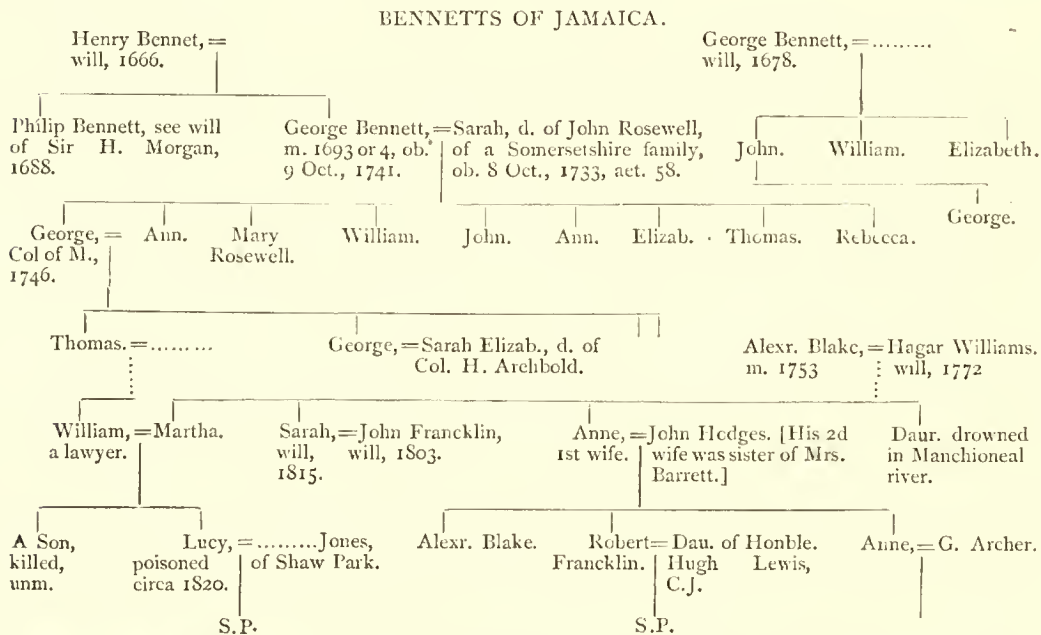 BENNETTS OF JAMAICA.
Henry Bennet, =
will, 1666.
George Bennett, = .........
will, 1678.
Philip Bennett, see will
of Sir H. Morgan,
1688.
George Bennett, = Sarah, d. of John Rosewell,
m. 1693 or 4, ob. of a Somersetshire family,
9 Oct., 1741. ob. 8 Oct., 1733, aet. 58.
John. William. Elizabeth.
George.
George, = Ann. Mary William. John. Ann. Elizab. Thomas. Rebecca.
Col of M., Rosewell.
1746.
Thomas. = .........
George, = Sarah Elizab., d. of
Col. H. Archbold.
Alexr. Blake, = Hagar Williams.
m. 1753 will, 1772
William, = Martha.
a lawyer.
Sarah, = John Francklin,
will, will, 1803.
1815.
Anne, = John Hedges. [His 2d
1st wife. wife was sister of Mrs.
Barrett.]
Daur. drowned
in Manchioneal
river.
A Son,
killed,
unm.
Lucy, = .........Jones,
poisoned of Shaw Park.
circa 1820.
S.P.
Alexr. Blake.
Robert = Dau. of Honble.
Francklin. Hugh Lewis,
C.J.
S.P.
Anne, = G. Archer.